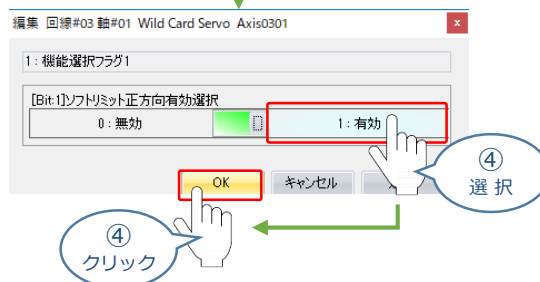 編集 回線#03 軸#01 Wild Card Servo Axis0301
x
1 : 機能選択フラグ1
[Bit:1]ソフトリミット正方向有効選択
0 : 無効
1 : 有効
④
選 択
OK
キャンセル
④
クリック